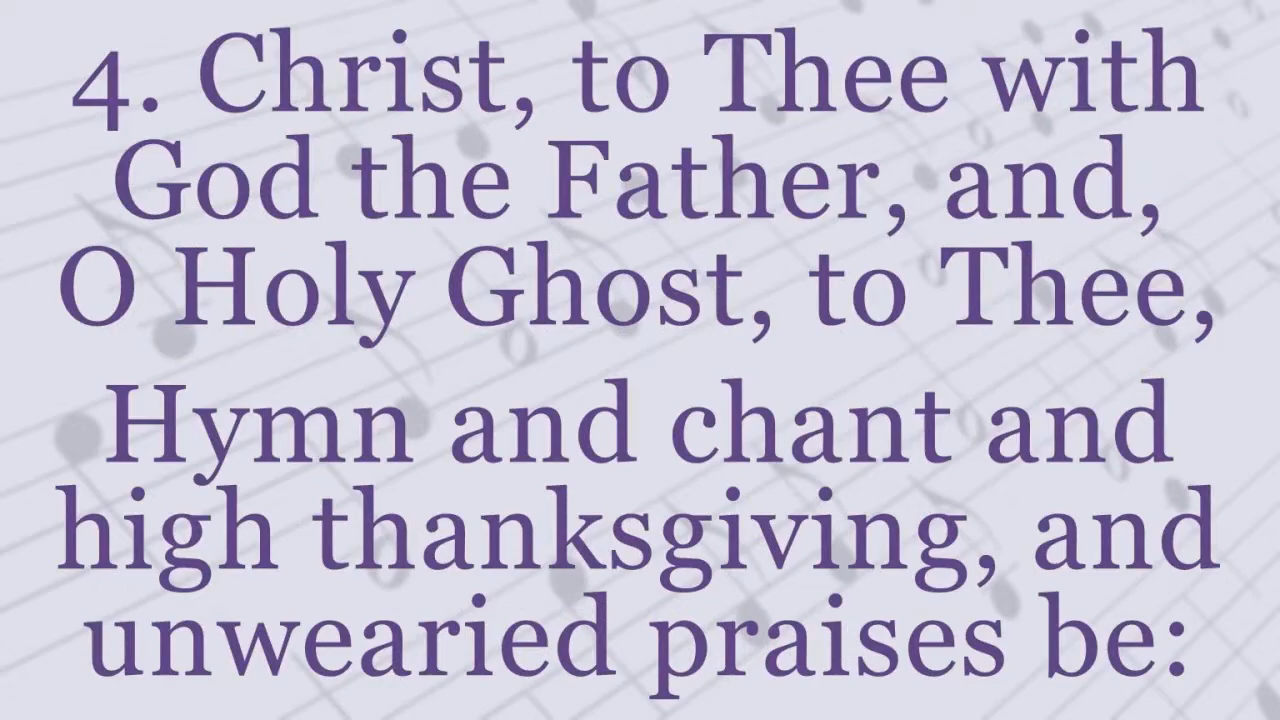 4. Christ, to Thee with
God the Father, and,
O Holy Ghost, to Thee,
Hymn and chant and
high thanksgiving, and
unwearied praises be: